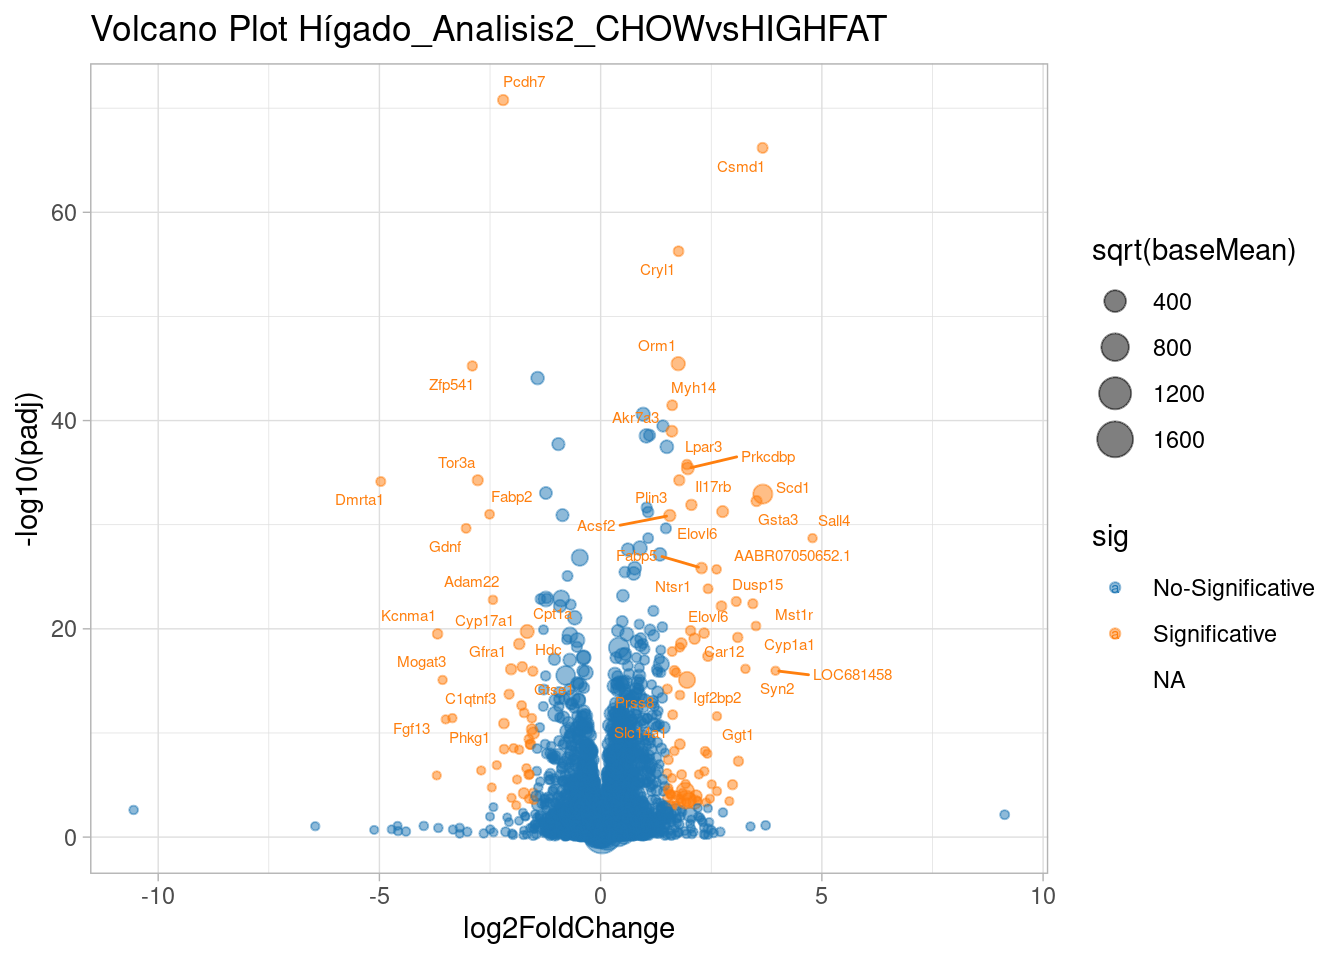 Volcano Plot Hígado_Analisis2_CHOWvsHIGHFAT
Pcdh7
Csmd1
Cryl1
Orm1
Zfp541
Myh14
Akr7a3
Lpar3
Prkcdbp
Tor3a
Dmrta1
Fabp2
Il17rb
Scd1
Plin3
Gsta3
Sall4
Acsf2
Elovl6
Gdnf
Fabp5
AABR07050652.1
Adam22
Ntsr1
Dusp15
Kcnma1
Cyp17a1
Cpt1a
Elovl6
Mst1r
Gfra1
Hdc
Car12
Cyp1a1
Mogat3
LOC681458
Syn2
C1qtnf3
Prss8
Igf2bp2
Fgf13
Phkg1
Ggt1
-log10(padj)
60
40
20
0
-10
-5
0
5
10
log2FoldChange
sqrt(baseMean)
400
800
1200
1600
sig
a No-Significative
a Significative
NA